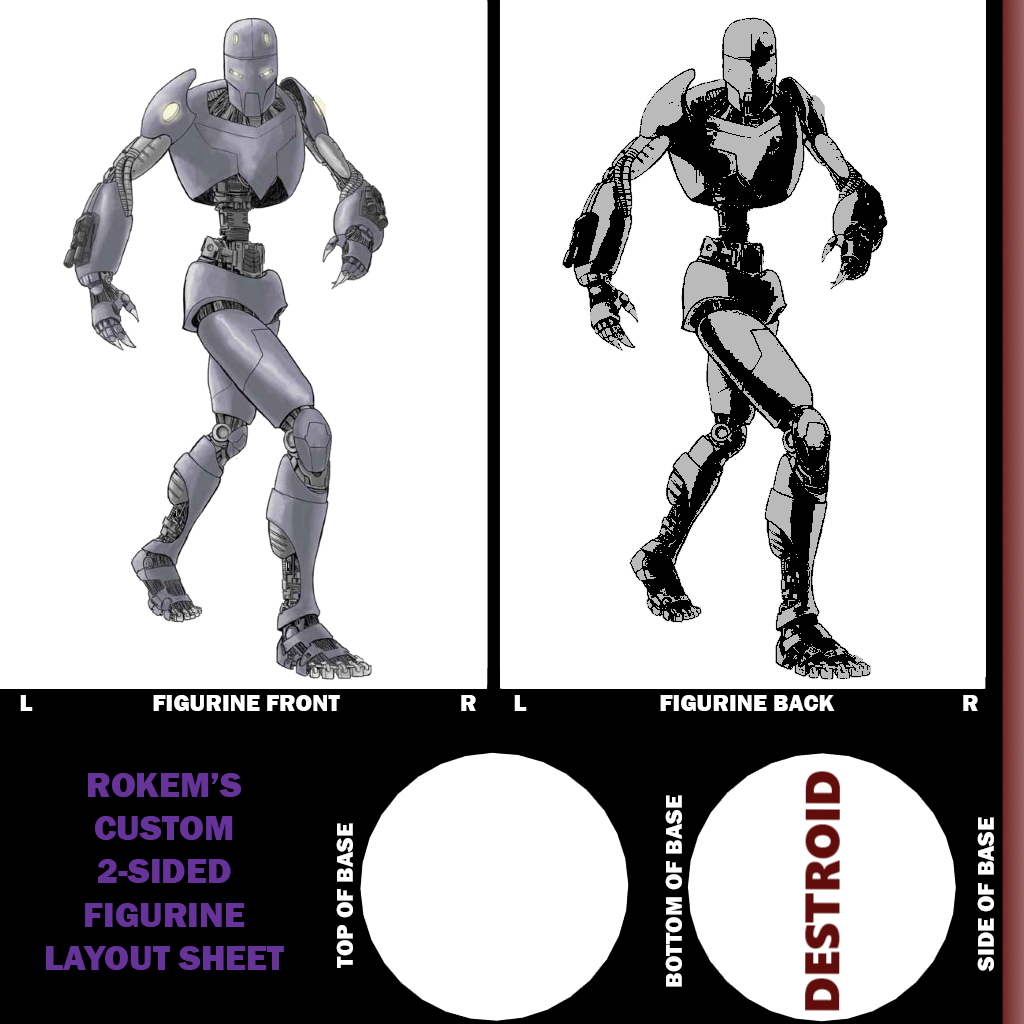 L FIGURINE FRONT R
L FIGURINE BACK R
ROKEM'S
CUSTOM
2-SIDED
FIGURINE
LAYOUT SHEET
TOP OF BASE
BOTTOM OF BASE
DESTROID
SIDE OF BASE